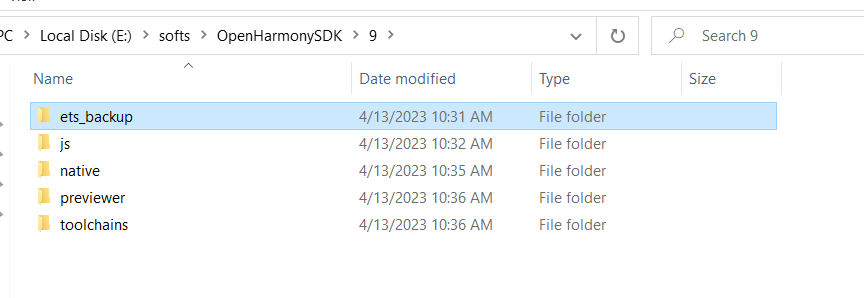 PC > Local Disk (E:) > softs > OpenHarmonySDK > 9 > Search 9
Name Date modified Type Size
ets_backup 4/13/2023 10:31 AM File folder
js 4/13/2023 10:32 AM File folder
native 4/13/2023 10:35 AM File folder
previewer 4/13/2023 10:36 AM File folder
toolchains 4/13/2023 10:36 AM File folder